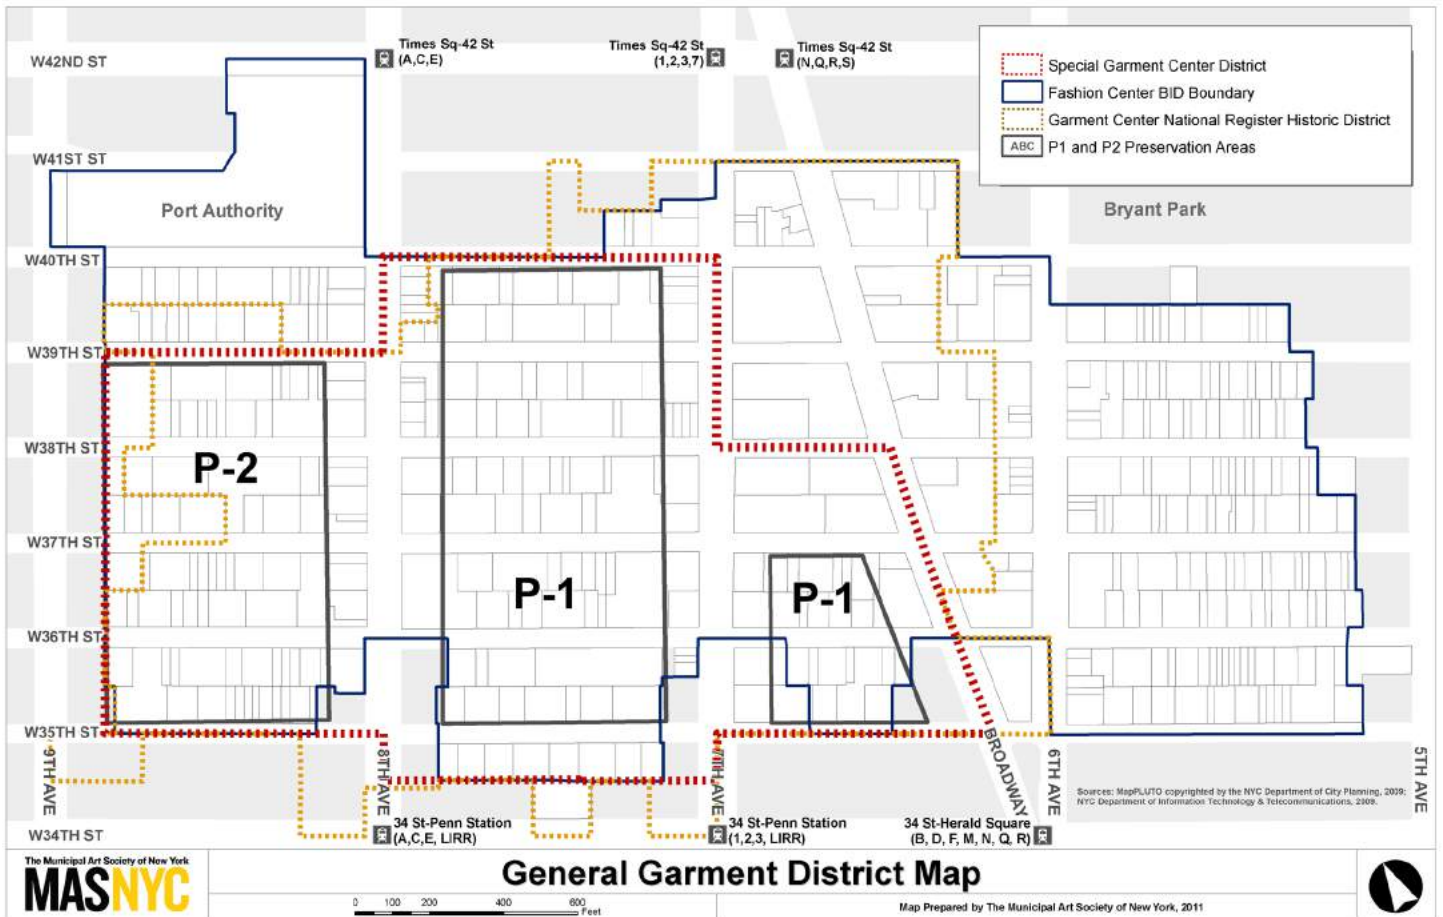 Times Sq-42 St
(A,C,E)
Times Sq-42 St
(1,2,3,7)
Times Sq-42 St
(N,Q,R,S)
Special Garment Center District
Fashion Center BID Boundary
Garment Center National Register Historic District
ABC P1 and P2 Preservation Areas
W42ND ST
W41ST ST
Port Authority
Bryant Park
W40TH ST
W39TH ST
W38TH ST
P-2
W37TH ST
P-1
P-1
W36TH ST
W35TH ST
9TH AVE
8TH AVE
7TH AVE
BROADWAY
6TH AVE
5TH AVE
Sources: MapPLUTO copyrighted by the NYC Department of City Planning, 2009;
NYC Department of Information Technology & Telecommunications, 2009.
W34TH ST
34 St-Penn Station
(A,C,E, LIRR)
34 St-Penn Station
(1,2,3, LIRR)
34 St-Herald Square
(B, D, F, M, N, Q, R)
The Municipal Art Society of New York
MASNYC
General Garment District Map
0 100 200 400 600
Feet
Map Prepared by The Municipal Art Society of New York, 2011